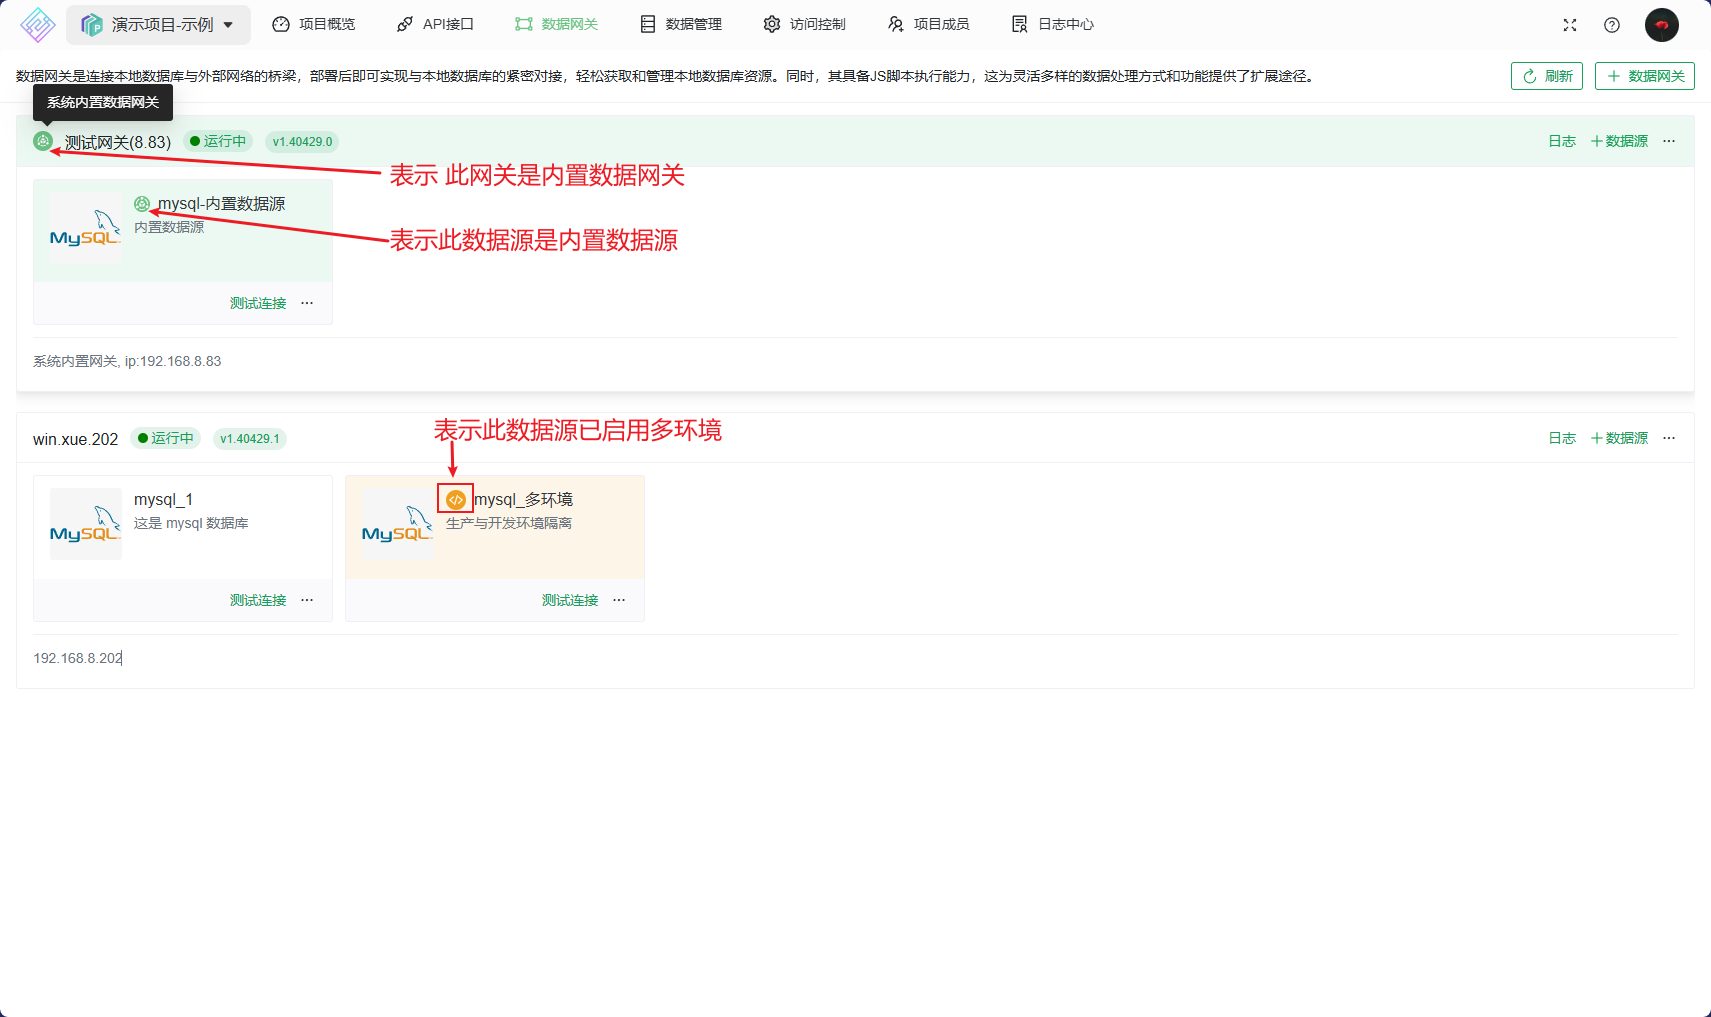 演示项目-示例
项目概览
API接口
数据网关
数据管理
访问控制
项目成员
日志中心
数据网关是连接本地数据库与外部网络的桥梁，部署后即可实现与本地数据库的紧密对接，轻松获取和管理本地数据库资源。同时，其具备JS脚本执行能力，这为灵活多样的数据处理方式和功能提供了扩展途径。
刷新
数据网关
系统内置数据网关
测试网关(8.83)
运行中
v1.40429.0
日志
数据源
表示 此网关是内置数据网关
MySQL
mysql-内置数据源
内置数据源
表示此数据源是内置数据源
测试连接
系统内置网关, ip:192.168.8.83
表示此数据源已启用多环境
win.xue.202
运行中
v1.40429.1
日志
数据源
MySQL
mysql_1
这是 mysql 数据库
测试连接
MySQL
mysql_多环境
生产与开发环境隔离
测试连接
192.168.8.202